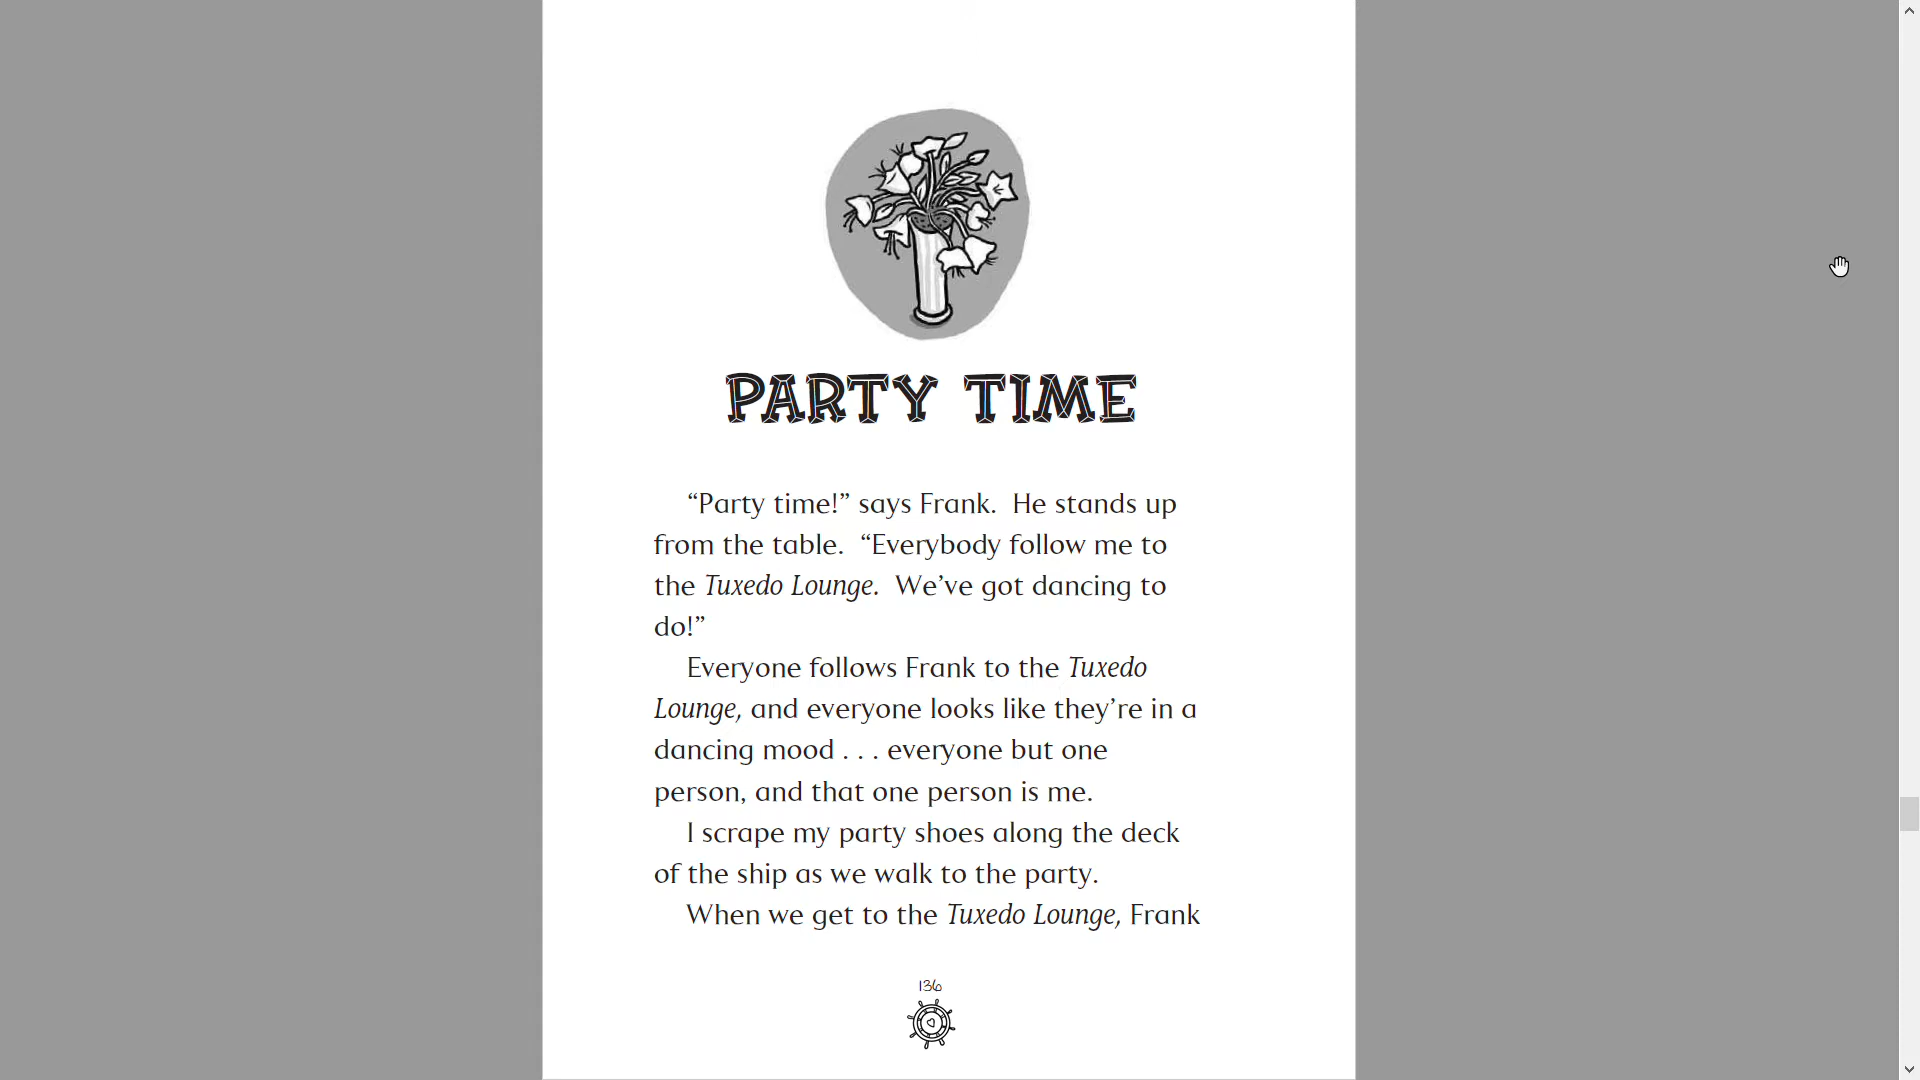 PARTY TIME
“Party time!” says Frank.  He stands up
from the table.  “Everybody follow me to
the Tuxedo Lounge.  We’ve got dancing to
do!”
Everyone follows Frank to the Tuxedo
Lounge, and everyone looks like they’re in a
dancing mood . . . everyone but one
person, and that one person is me.
I scrape my party shoes along the deck
of the ship as we walk to the party.
When we get to the Tuxedo Lounge, Frank
136